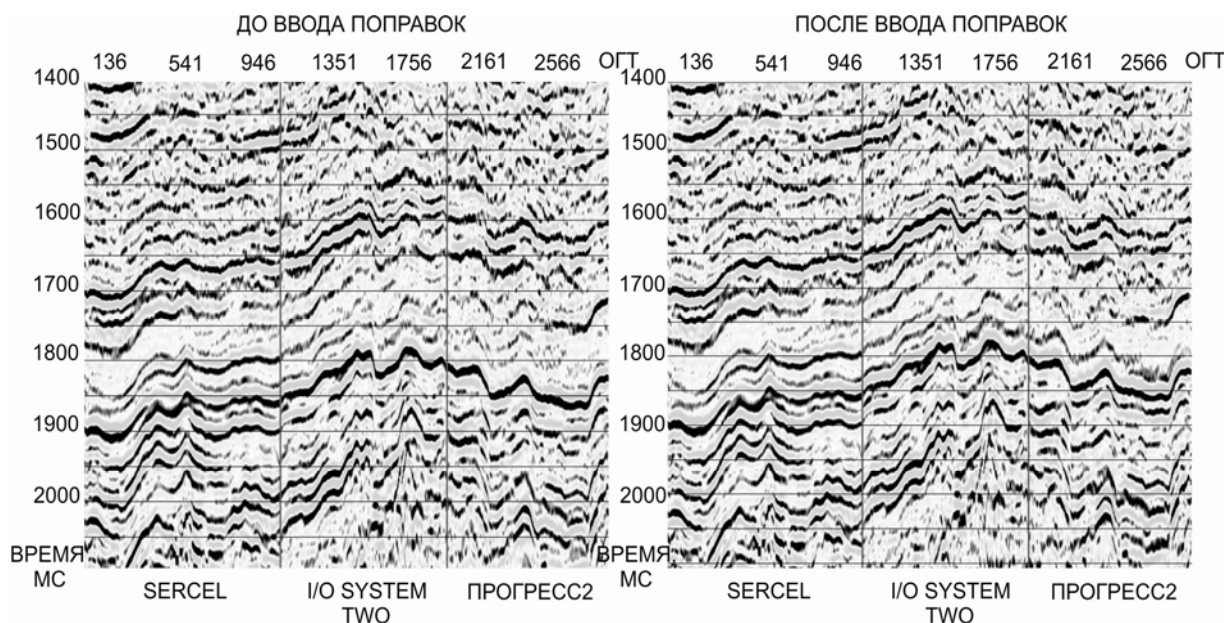 ДО ВВОДА ПОПРАВОК
136 541 946 1351 1756 2161 2566 ОГТ
1400
1500
1600
1700
1800
1900
2000
ВРЕМЯ
МС
SERCEL
I/O SYSTEM
TWO
ПРОГРЕСС2
ПОСЛЕ ВВОДА ПОПРАВОК
136 541 946 1351 1756 2161 2566 ОГТ
1400
1500
1600
1700
1800
1900
2000
ВРЕМЯ
МС
SERCEL
I/O SYSTEM
TWO
ПРОГРЕСС2